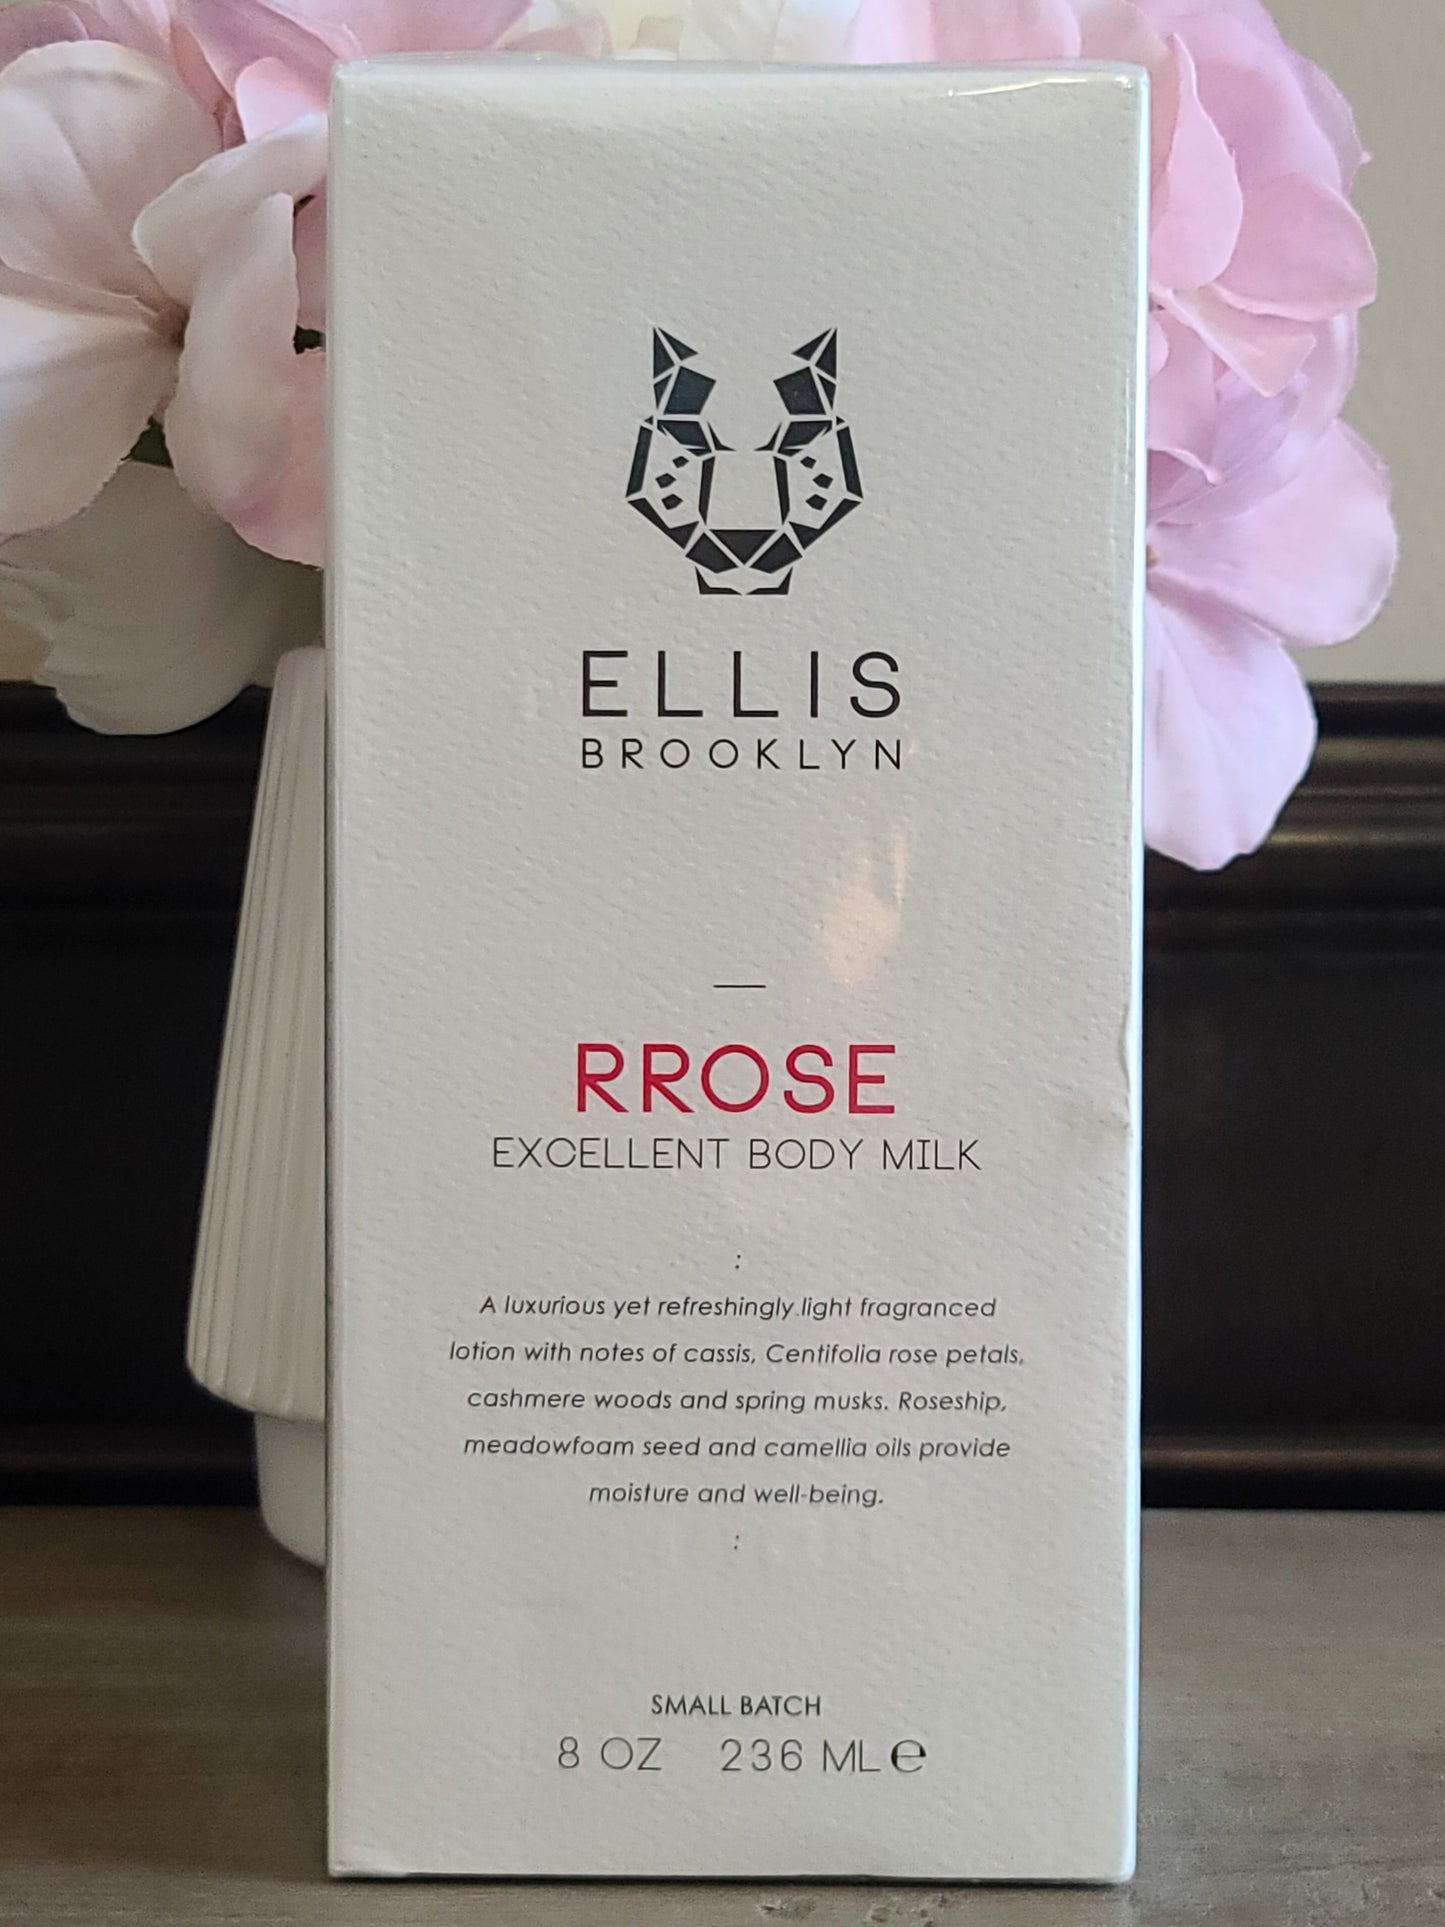 ELLIS
BROOKLYN
—
RROSE
EXCELLENT BODY MILK
:
A luxurious yet refreshingly light fragranced
lotion with notes of cassis, Centifolia rose petals,
cashmere woods and spring musks. Roseship,
meadowfoam seed and camellia oils provide
moisture and well-being.
:
SMALL BATCH
8 OZ 236 ML ℮